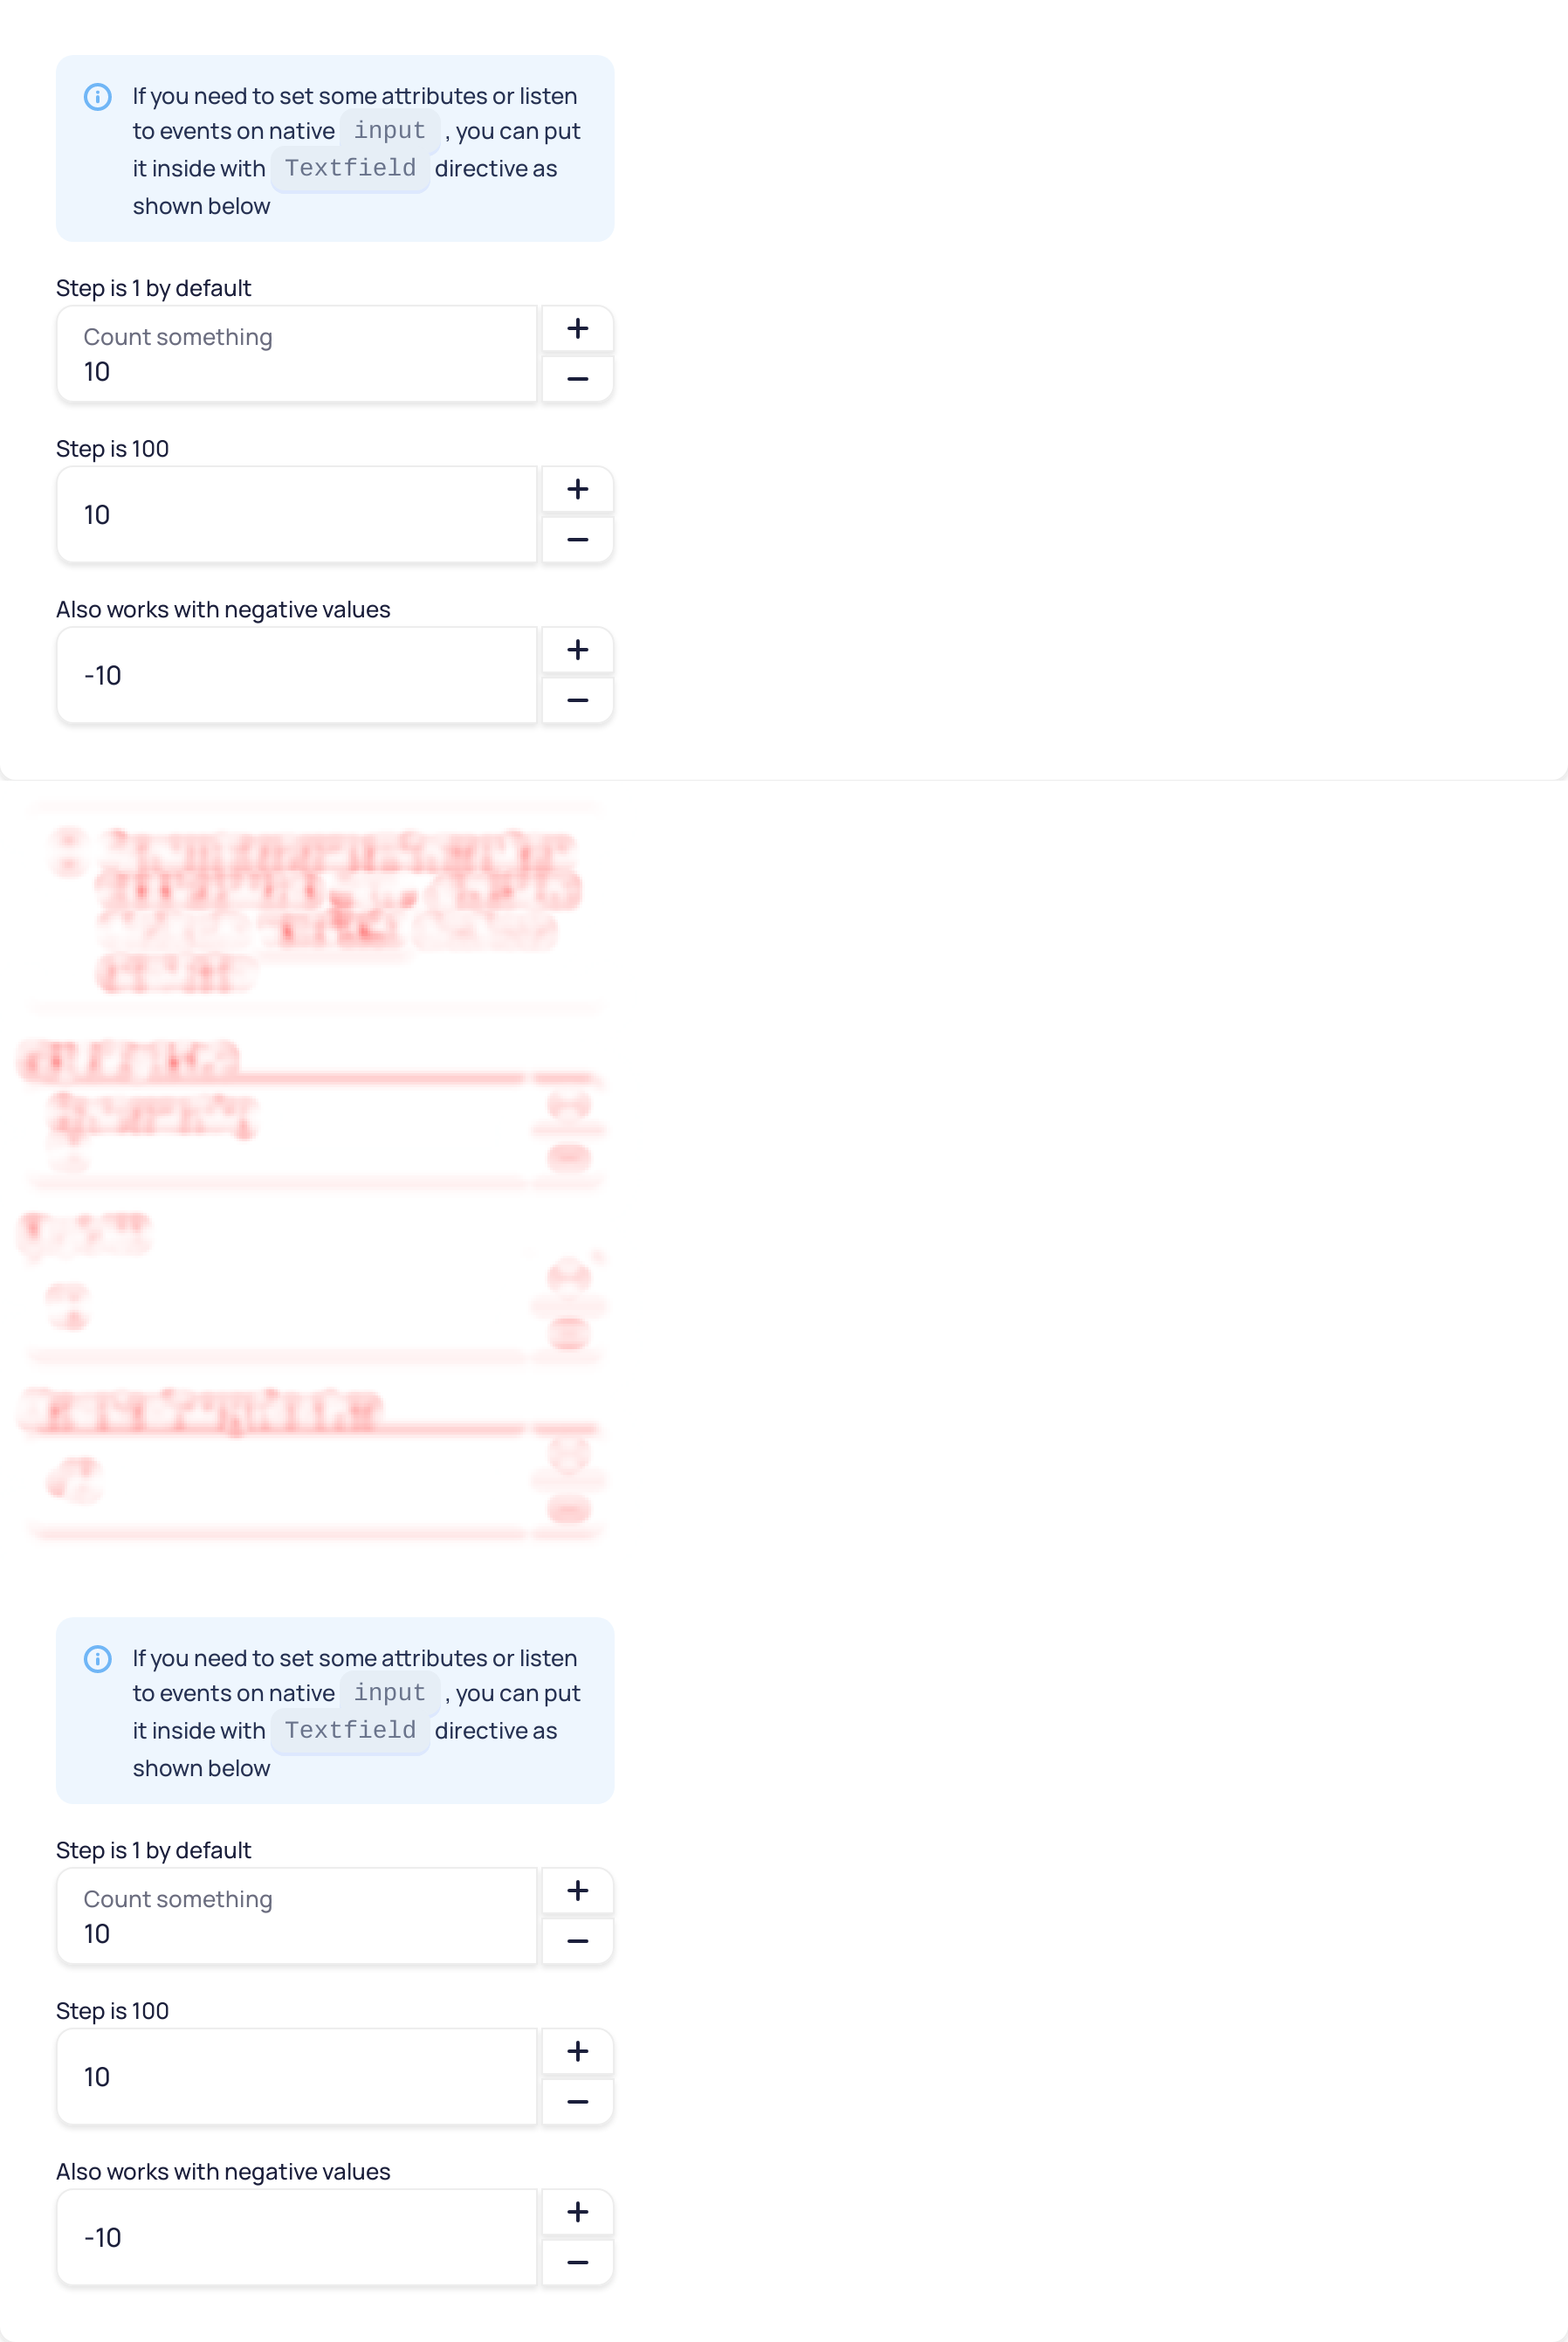 If you need to set some attributes or listen
to events on native input , you can put
it inside with Textfield directive as
shown below
Step is 1 by default
Count something
10
Step is 100
10
Also works with negative values
-10
If you need to set some attributes or listen
to events on native input , you can put
it inside with Textfield directive as
shown below
Step is 1 by default
Count something
10
Step is 100
10
Also works with negative values
-10